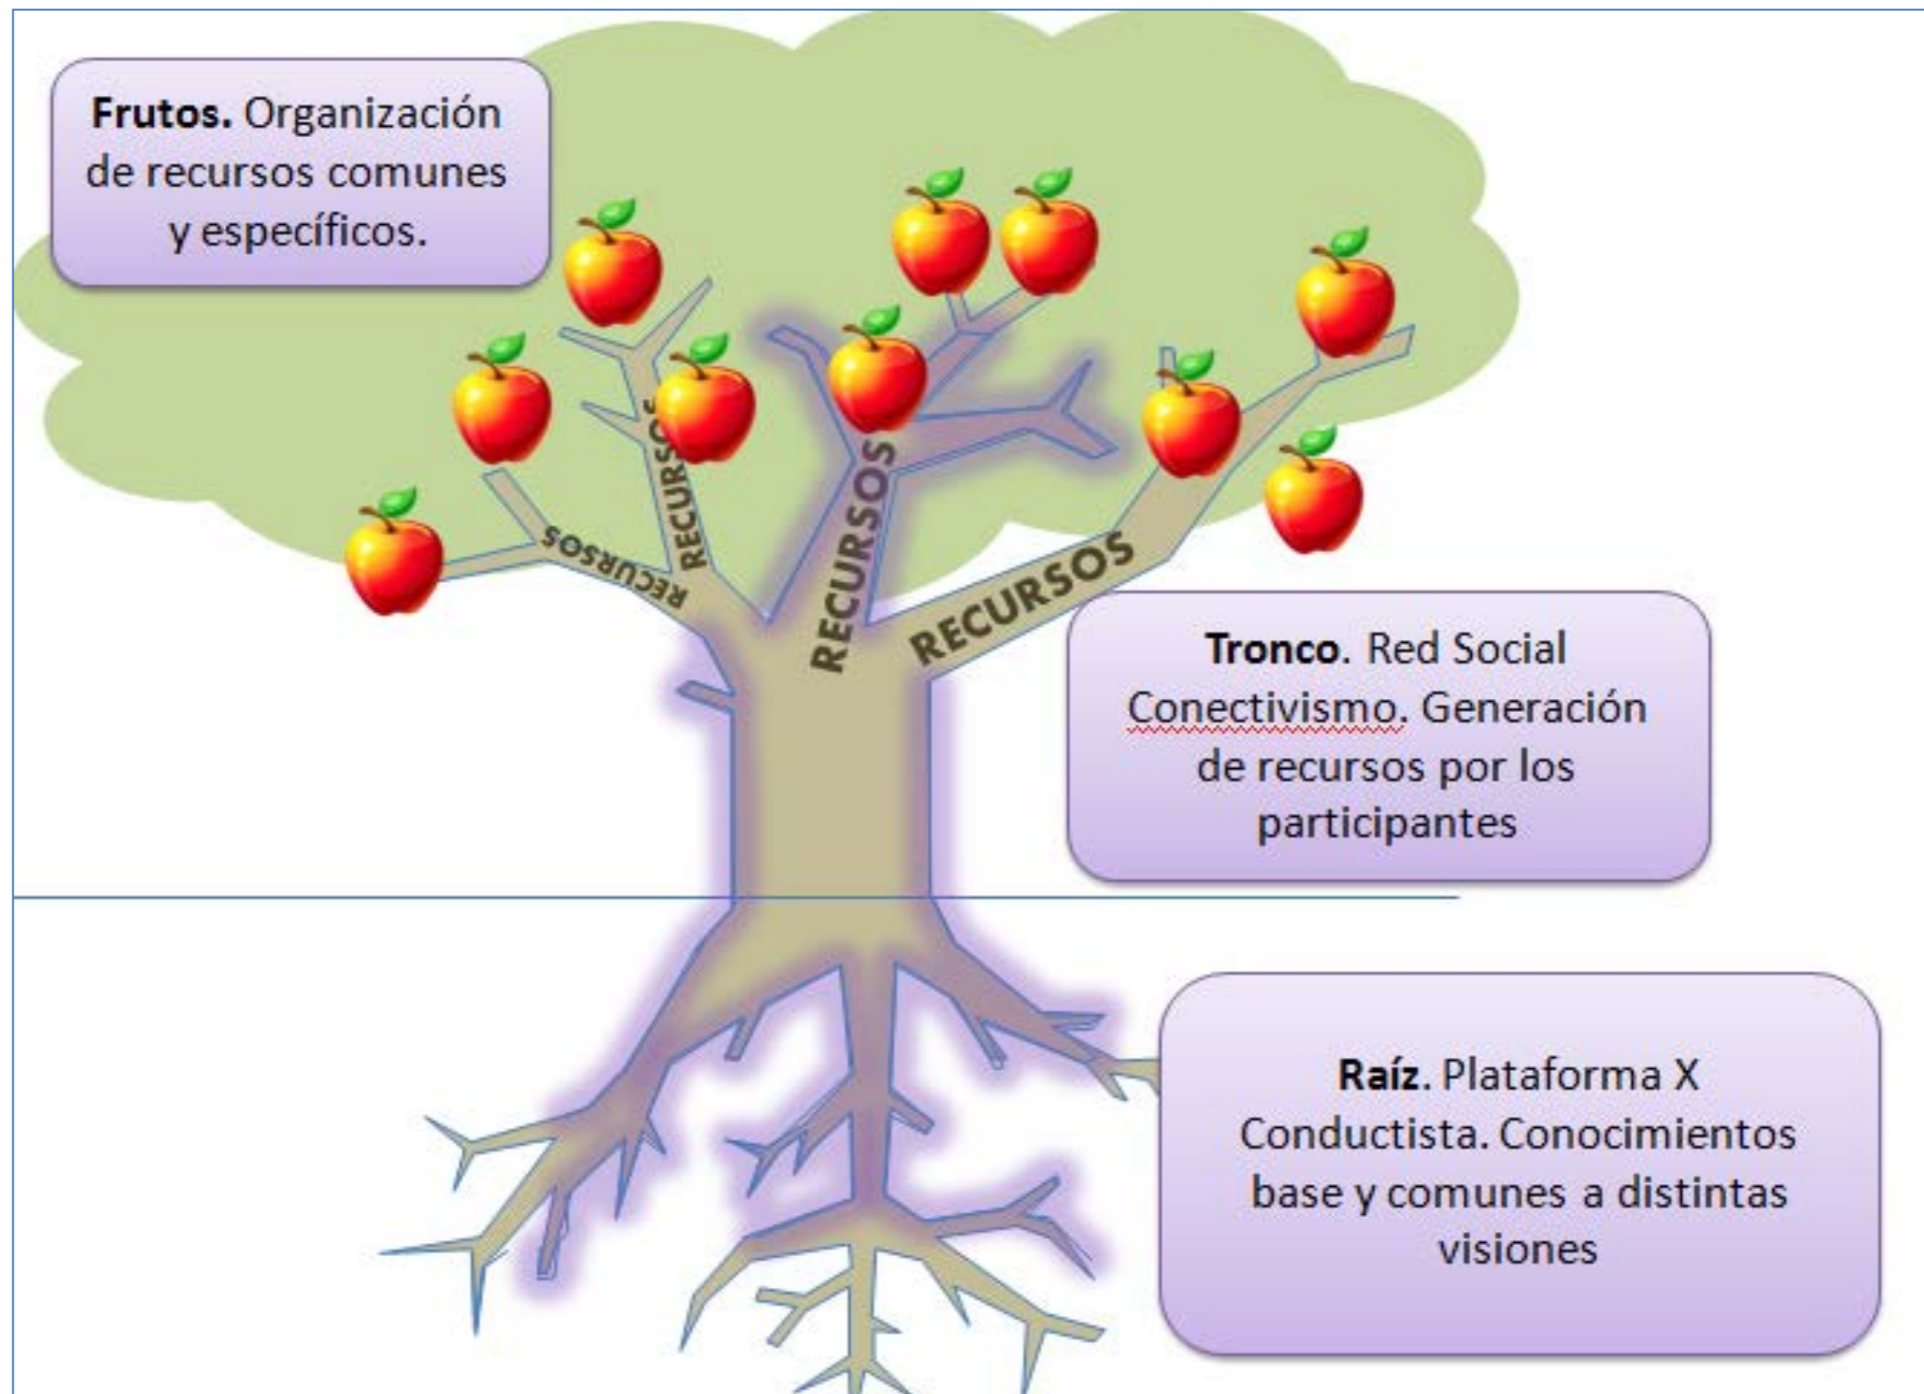 Frutos. Organización
de recursos comunes
y específicos.
RECURSOS
RECURSOS
RECURSOS
RECURSOS
Tronco. Red Social
Conectivismo. Generación
de recursos por los
participantes
Raíz. Plataforma X
Conductista. Conocimientos
base y comunes a distintas
visiones